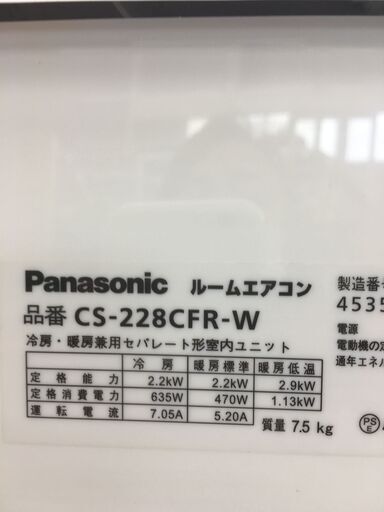 Panasonic ルームエアコン
品番 CS-228CFR-W
冷房・暖房兼用セパレート形室内ユニット
冷房 暖房標準 暖房低温
定格能力 2.2kW 2.2kW 2.9kW
定格消費電力 635W 470W 1.13kW
運転電流 7.05A 5.20A
質量 7.5 kg
製造番
4535
電源
電動機の定
通年エネル
PS
E